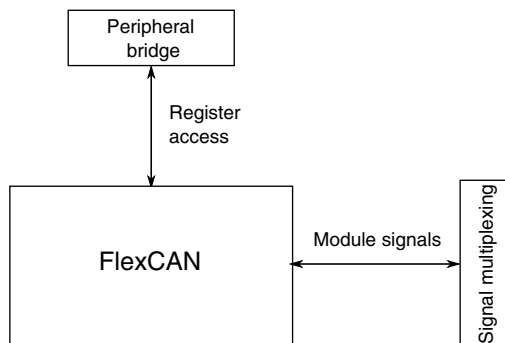 Peripheral
bridge
Register
access
FlexCAN
Module signals
Signal multiplexing